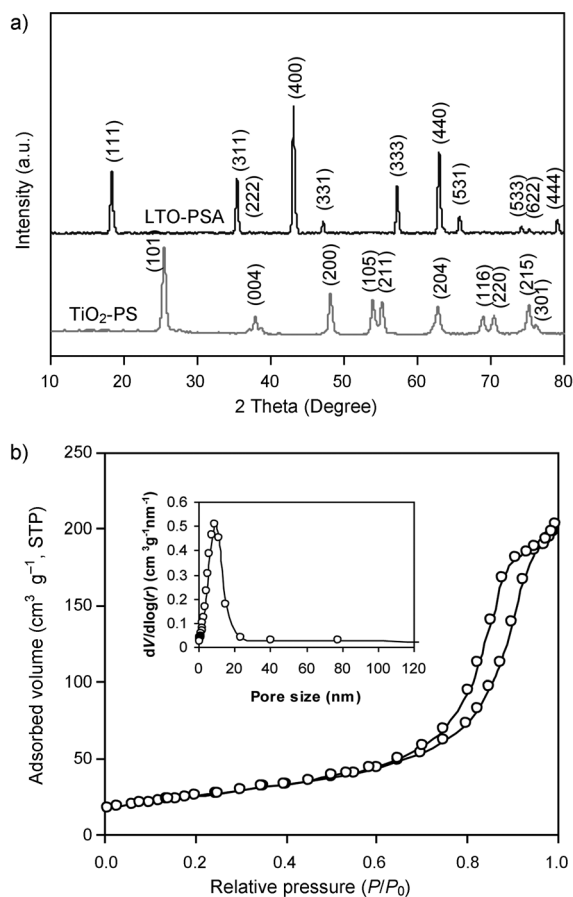 a)
Intensity (a.u.)
(111)
(311)
(222)
(400)
(331)
(333)
(440)
(531)
(533)
(622)
(444)
LTO-PSA
(101)
(004)
(200)
(105)
(211)
(204)
(116)
(220)
(215)
(301)
TiO2-PS
10 20 30 40 50 60 70 80
2 Theta (Degree)
b)
Adsorbed volume (cm3 g–1, STP)
250
200
150
100
50
0
dV/dlog(r) (cm3g-1nm-1)
0.6
0.5
0.4
0.3
0.2
0.1
0
0 20 40 60 80 100 120
Pore size (nm)
0.0 0.2 0.4 0.6 0.8 1.0
Relative pressure (P/P0)